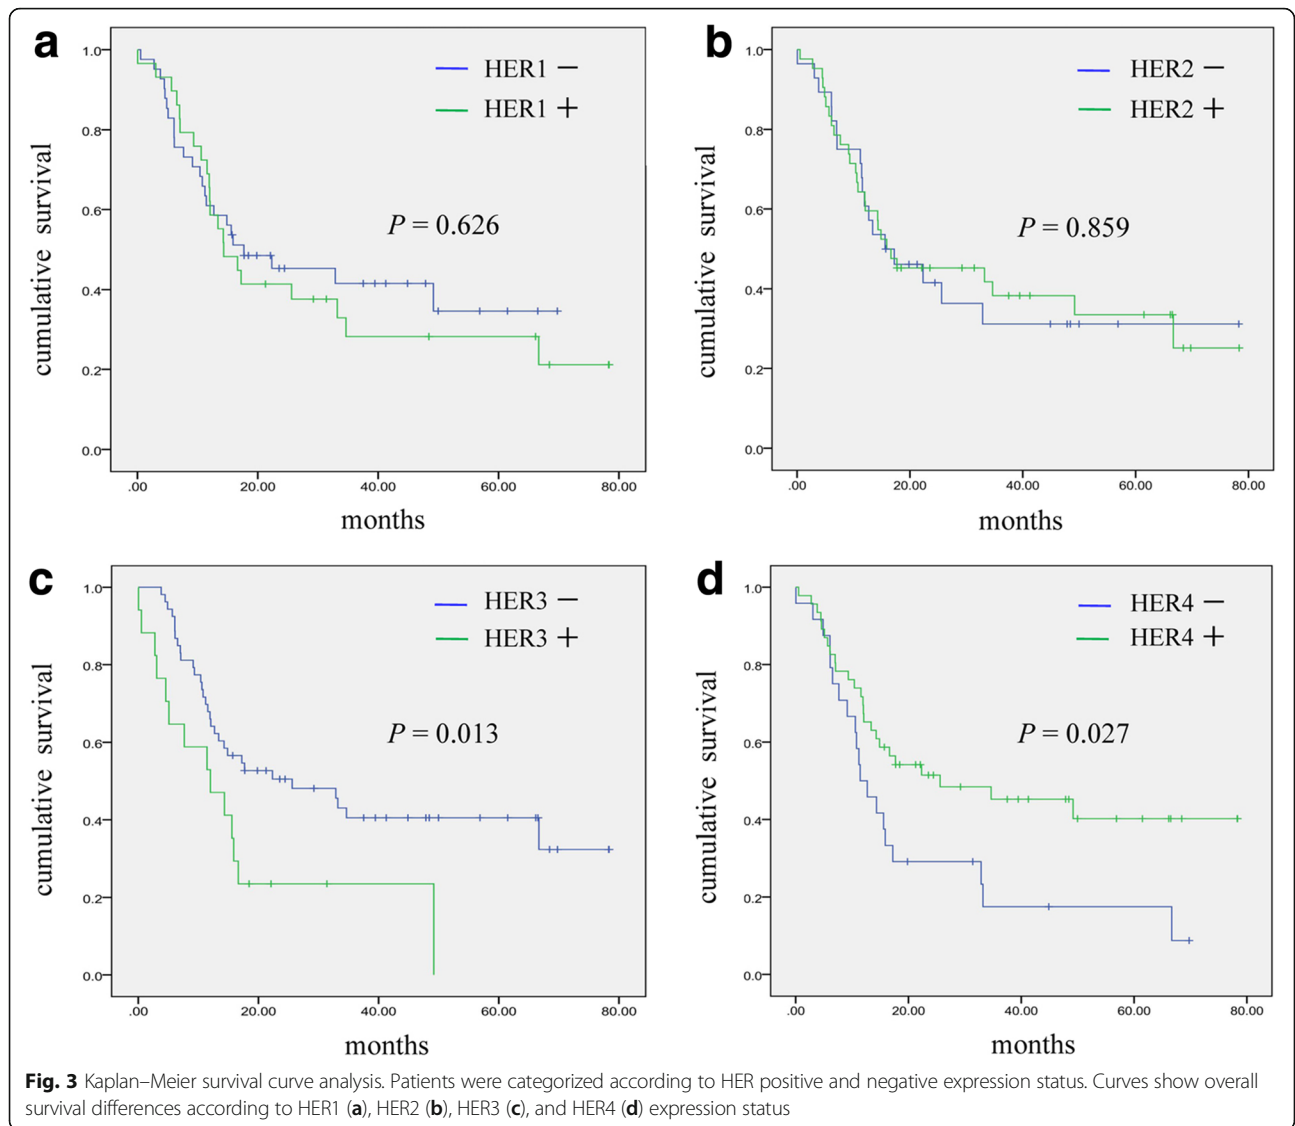 a
cumulative survival
1.0
0.8
0.6
0.4
0.2
0.0
HER1 −
HER1 +
P = 0.626
.00 20.00 40.00 60.00 80.00
months
b
cumulative survival
1.0
0.8
0.6
0.4
0.2
0.0
HER2 −
HER2 +
P = 0.859
.00 20.00 40.00 60.00 80.00
months
c
cumulative survival
1.0
0.8
0.6
0.4
0.2
0.0
HER3 −
HER3 +
P = 0.013
.00 20.00 40.00 60.00 80.00
months
d
cumulative survival
1.0
0.8
0.6
0.4
0.2
0.0
HER4 −
HER4 +
P = 0.027
.00 20.00 40.00 60.00 80.00
months
Fig. 3 Kaplan–Meier survival curve analysis. Patients were categorized according to HER positive and negative expression status. Curves show overall
survival differences according to HER1 (a), HER2 (b), HER3 (c), and HER4 (d) expression status